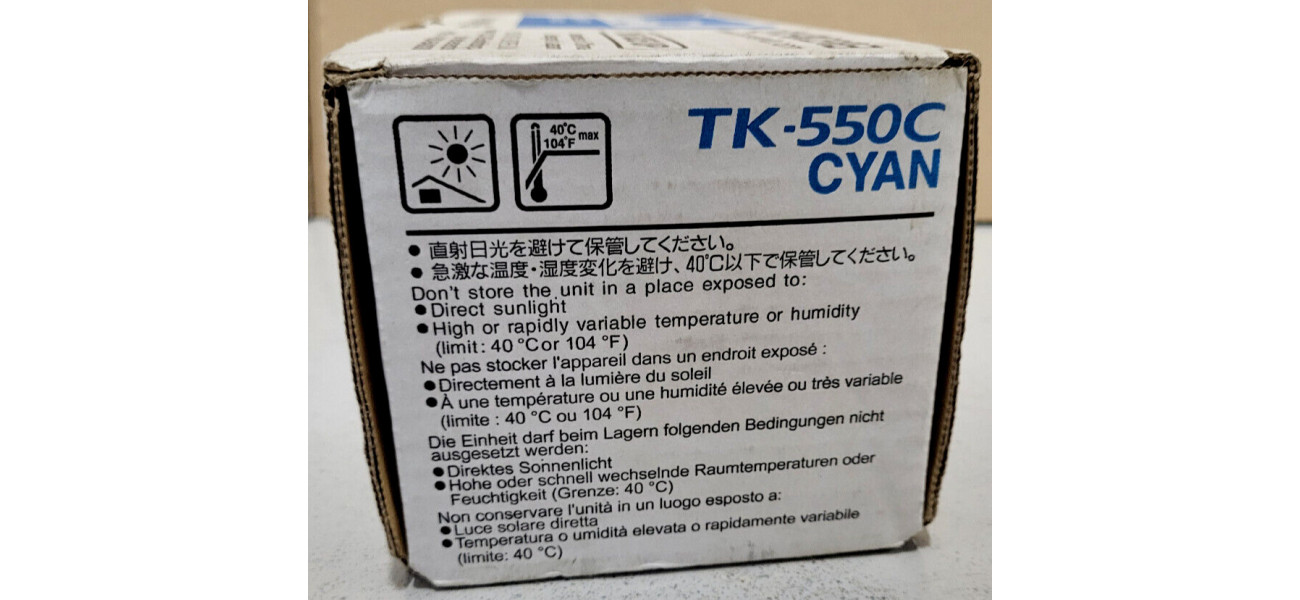 40°C max
104°F
TK-550C
CYAN
● 直射日光を避けて保管してください。
● 急激な温度・湿度変化を避け、40℃以下で保管してください。
Don't store the unit in a place exposed to:
●Direct sunlight
●High or rapidly variable temperature or humidity
(limit: 40 °C or 104 °F)
Ne pas stocker l'appareil dans un endroit exposé :
●Directement à la lumière du soleil
●À une température ou une humidité élevée ou très variable
(limite : 40 °C ou 104 °F)
Die Einheit darf beim Lagern folgenden Bedingungen nicht
ausgesetzt werden:
●Direktes Sonnenlicht
●Hohe oder schnell wechselnde Raumtemperaturen oder
Feuchtigkeit (Grenze: 40 °C)
Non conservare l'unità in un luogo esposto a:
●Luce solare diretta
●Temperatura o umidità elevata o rapidamente variabile
(limite: 40 °C)